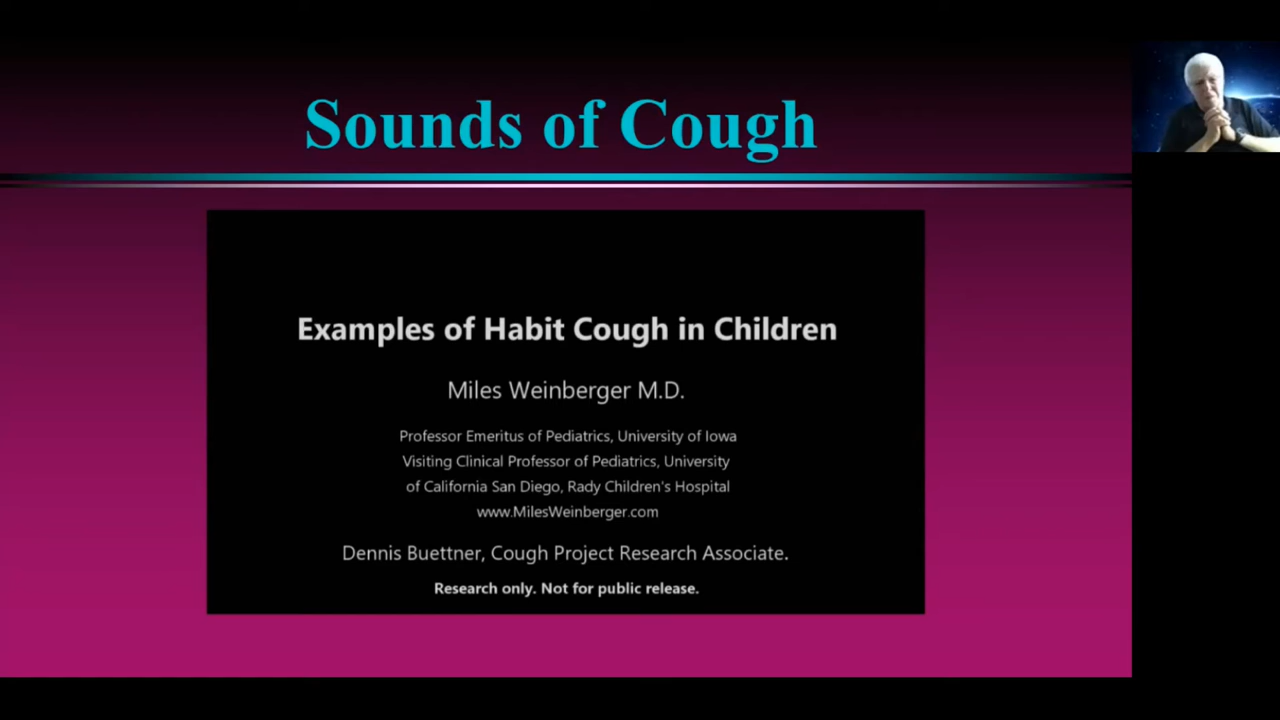 Sounds of Cough
Examples of Habit Cough in Children
Miles Weinberger M.D.
Professor Emeritus of Pediatrics, University of Iowa
Visiting Clinical Professor of Pediatrics, University
of California San Diego, Rady Children's Hospital
www.MilesWeinberger.com
Dennis Buettner, Cough Project Research Associate.
Research only. Not for public release.